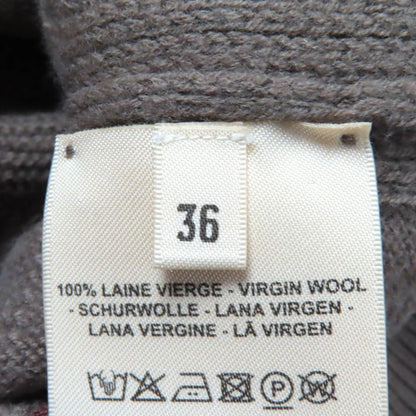 36
100% LAINE VIERGE - VIRGIN WOOL
- SCHURWOLLE - LANA VIRGEN -
LANA VERGINE - LÃ VIRGEN
P W